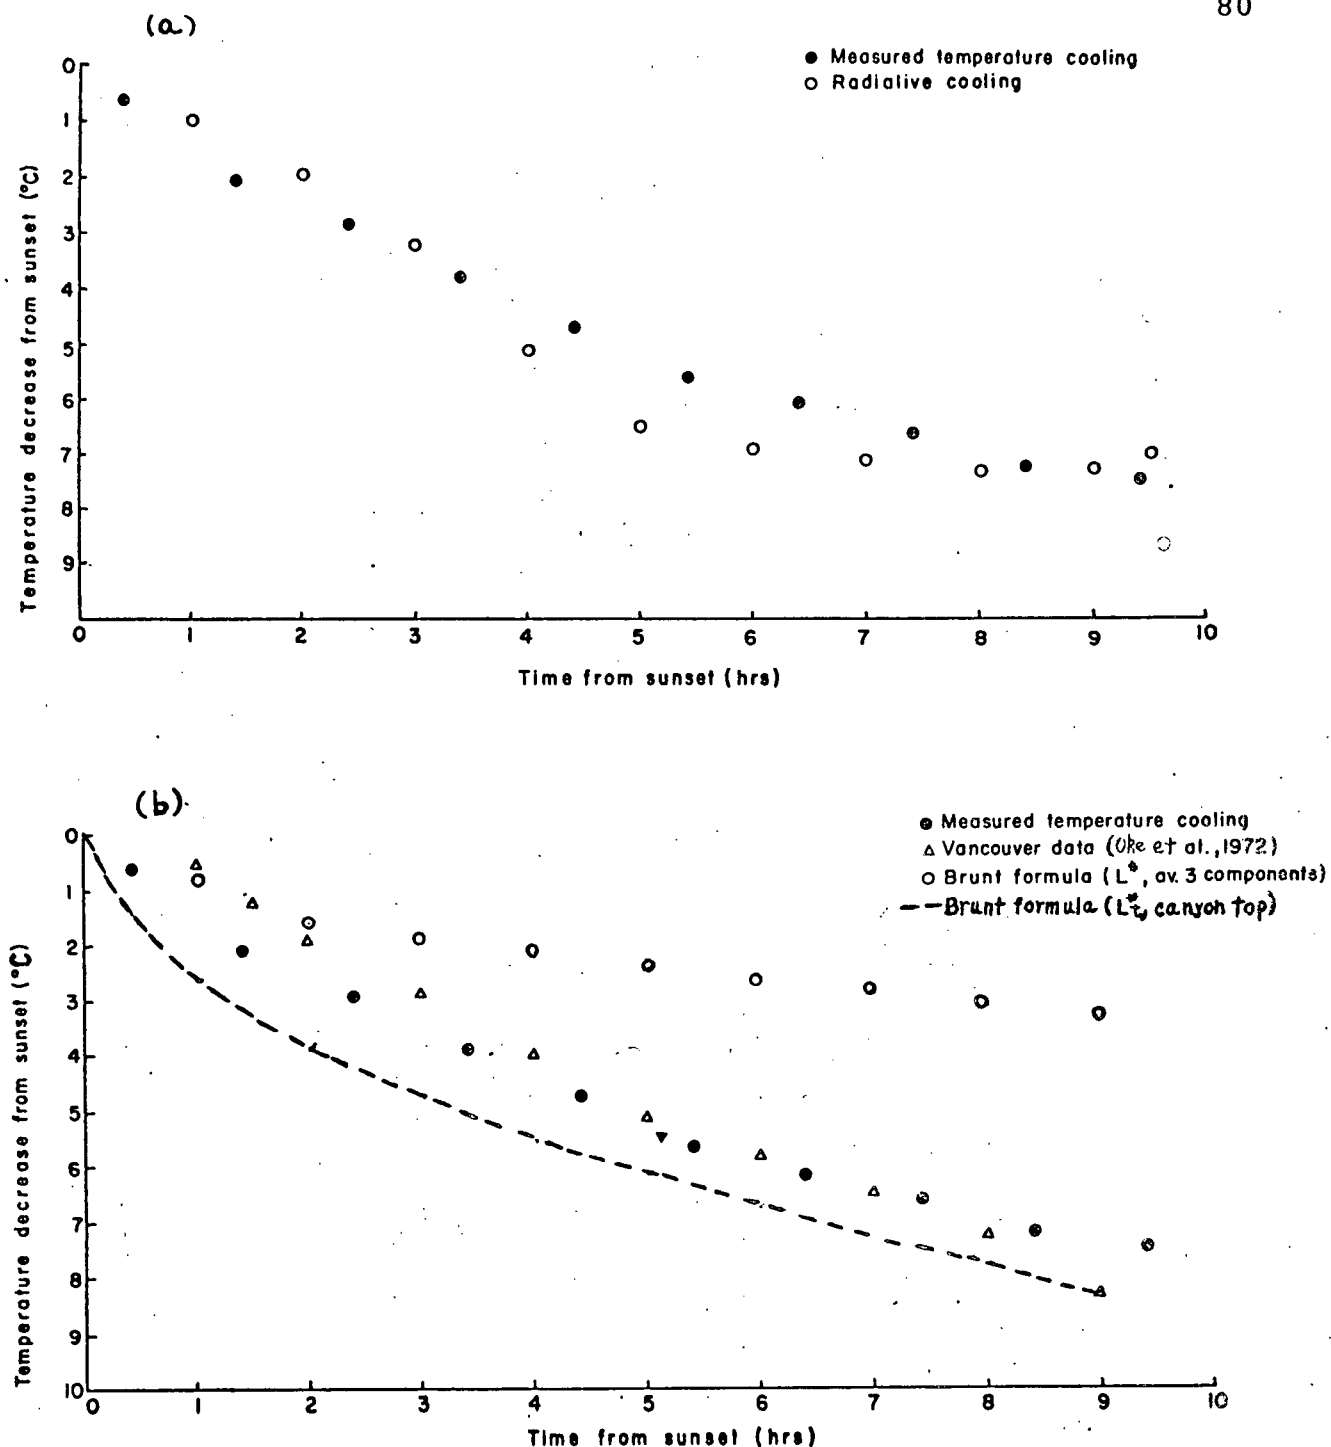 80
(a)
Measured temperature cooling
Radiative cooling
Temperature decrease from sunset (°C)
0
1
2
3
4
5
6
7
8
9
0 1 2 3 4 5 6 7 8 9 10
Time from sunset (hrs)
(b)
Measured temperature cooling
Vancouver data (Oke et al., 1972)
Brunt formula (L*, av. 3 components)
Brunt formula (L*t, canyon top)
Temperature decrease from sunset (°C)
0
1
2
3
4
5
6
7
8
9
10
0 1 2 3 4 5 6 7 8 9 10
Time from sunset (hrs)